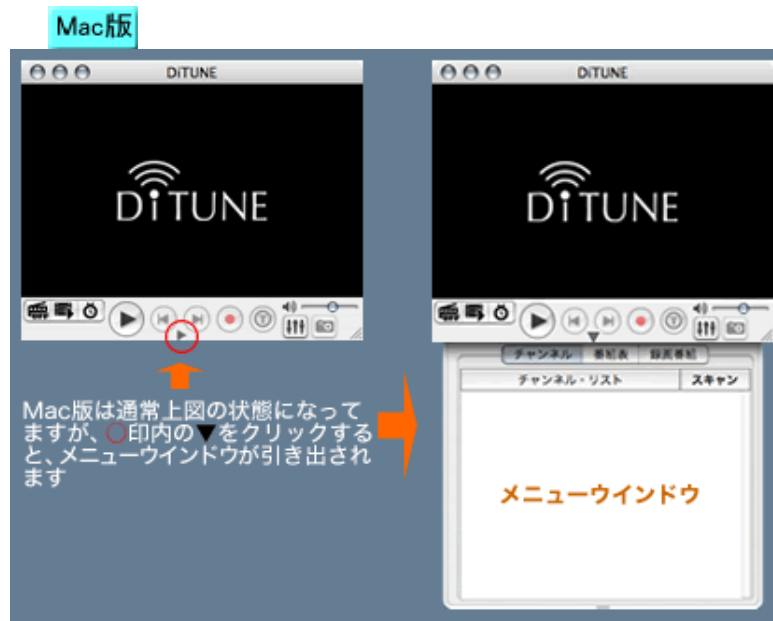 Mac版
DiTUNE
DiTUNE
DiTUNE
DiTUNE
チャンネル 番組表 録画番組
チャンネル・リスト スキャン
Mac版は通常上図の状態になって
ますが、○印内の▼をクリックする
と、メニューウインドウが引き出され
ます
メニューウインドウ